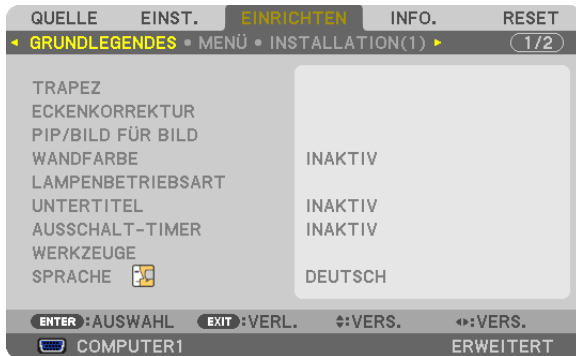 QUELLE EINST. EINRICHTEN INFO. RESET
GRUNDLEGENDES • MENÜ • INSTALLATION(1) 1/2
TRAPEZ
ECKENKORREKTUR
PIP/BILD FÜR BILD
WANDFARBE INAKTIV
LAMPENBETRIEBSART
UNTERTITEL INAKTIV
AUSSCHALT-TIMER INAKTIV
WERKZEUGE
SPRACHE DEUTSCH
ENTER:AUSWAHL EXIT:VERL. :VERS. :VERS.
COMPUTER1 ERWEITERT